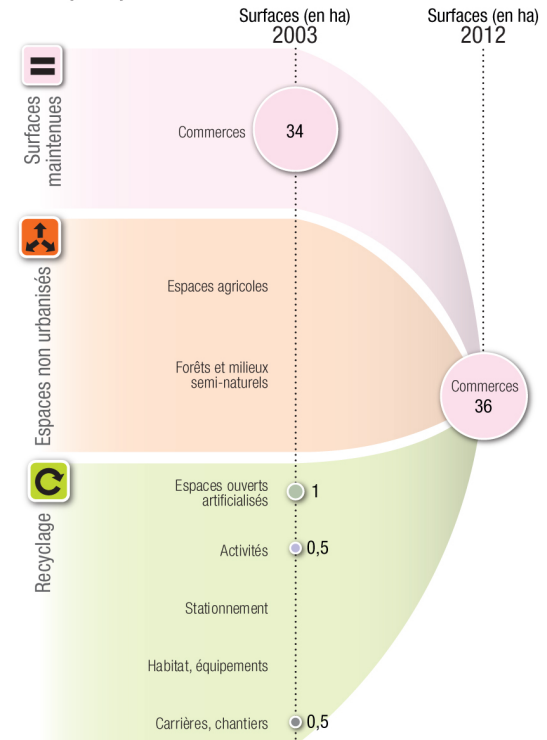 Surfaces (en ha)
2003
Surfaces (en ha)
2012
Surfaces
maintenues
Commerces
34
Espaces non urbanisés
Espaces agricoles
Forêts et milieux
semi-naturels
Commerces
36
Recyclage
Espaces ouverts
artificialisés
1
Activités
0,5
Stationnement
Habitat, équipements
Carrières, chantiers
0,5